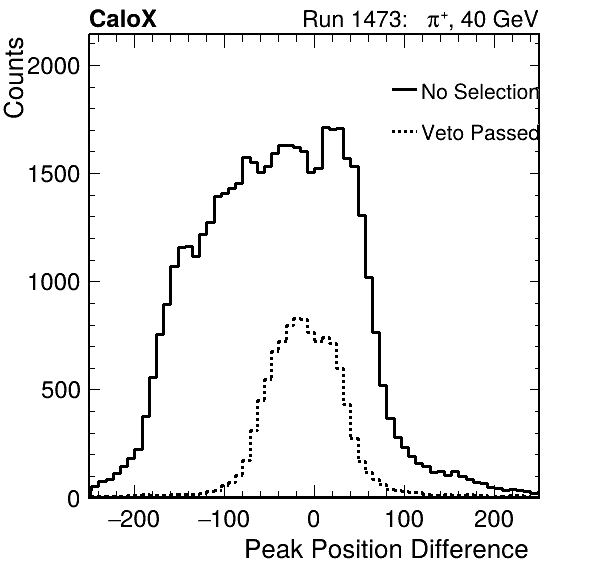 CaloX Run 1473: π⁺, 40 GeV
Counts
2000
No Selection
Veto Passed
1500
1000
500
0
−200 −100 0 100 200
Peak Position Difference